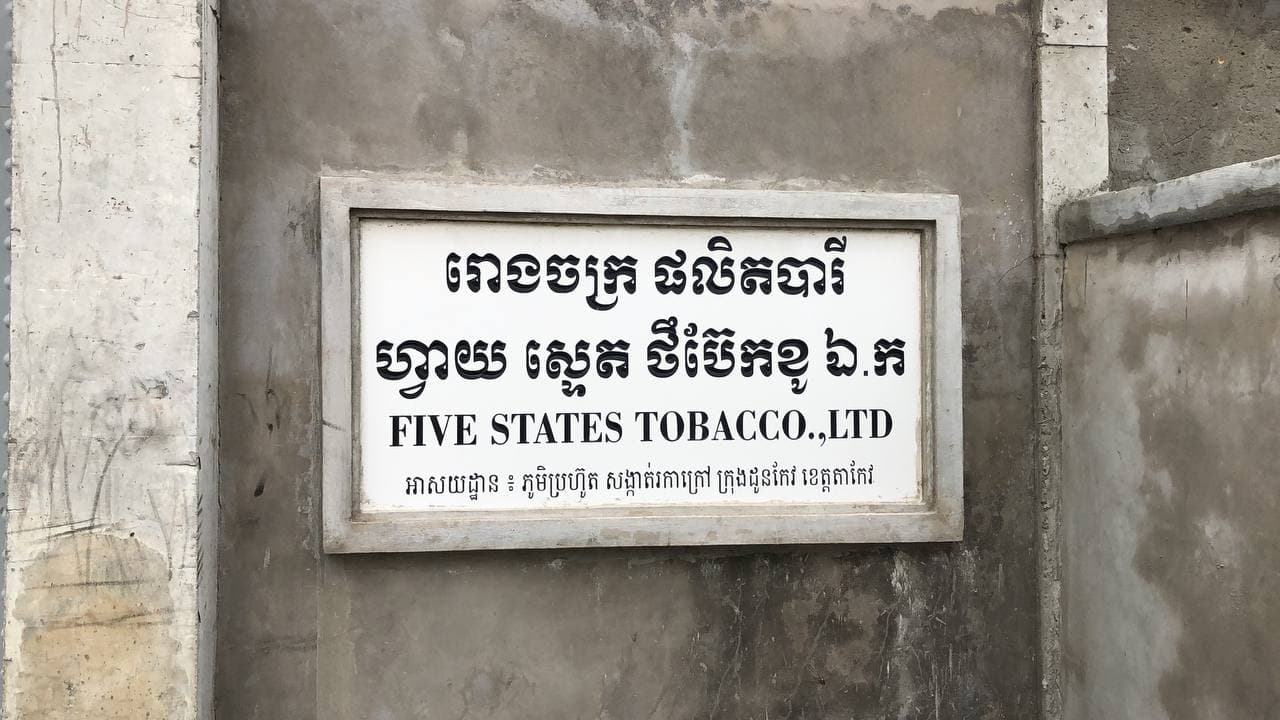 រោងចក្រ ផលិតបារី
ហ្វាយ ស្ទេត ថឹប៊ែកខូ ឯ.ក
FIVE STATES TOBACCO.,LTD
អាសយដ្ឋាន ៖ ភូមិប្រហ៊ូត សង្កាត់រកាក្រៅ ក្រុងដូនកែវ ខេត្តតាកែវ